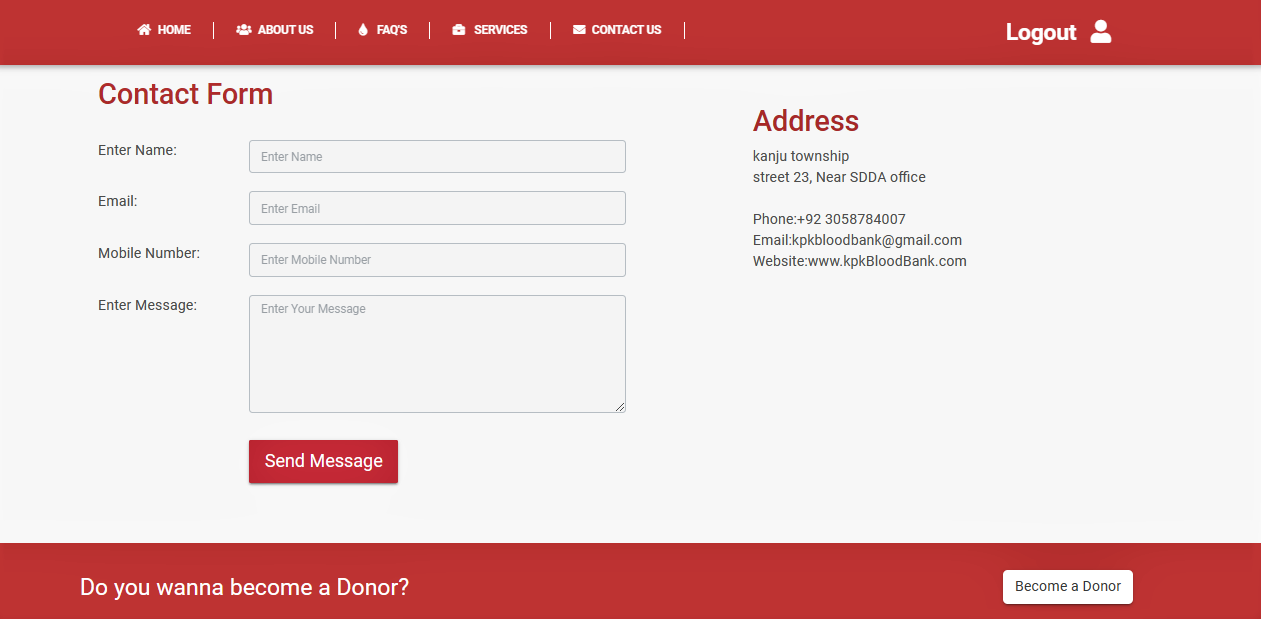 HOME
ABOUT US
FAQ'S
SERVICES
CONTACT US
Logout
Contact Form
Enter Name:
Enter Name
Email:
Enter Email
Mobile Number:
Enter Mobile Number
Enter Message:
Enter Your Message
Send Message
Address
kanju township
street 23, Near SDDA office
Phone:+92 3058784007
Email:kpkbloodbank@gmail.com
Website:www.kpkBloodBank.com
Do you wanna become a Donor?
Become a Donor